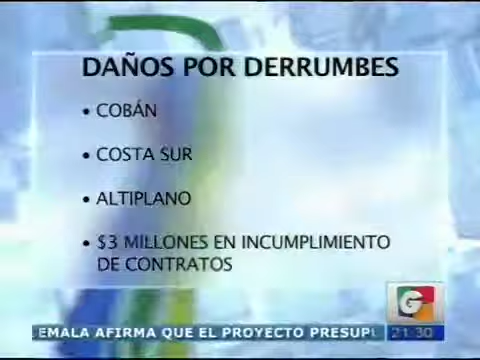 DAÑOS POR DERRUMBES
• COBÁN
• COSTA SUR
• ALTIPLANO
• $3 MILLONES EN INCUMPLIMIENTO
DE CONTRATOS
G
EMALA AFIRMA QUE EL PROYECTO PRESUP
21:30